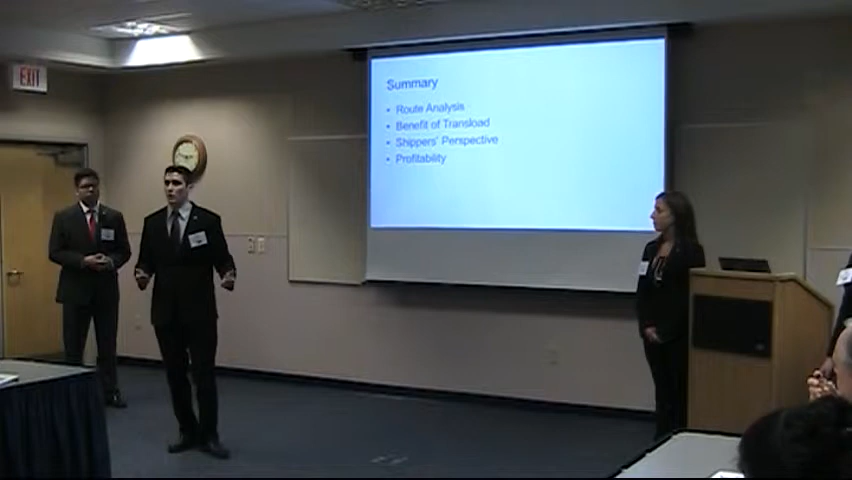 EXIT
Summary
• Route Analysis
• Benefit of Transload
• Shippers' Perspective
• Profitability